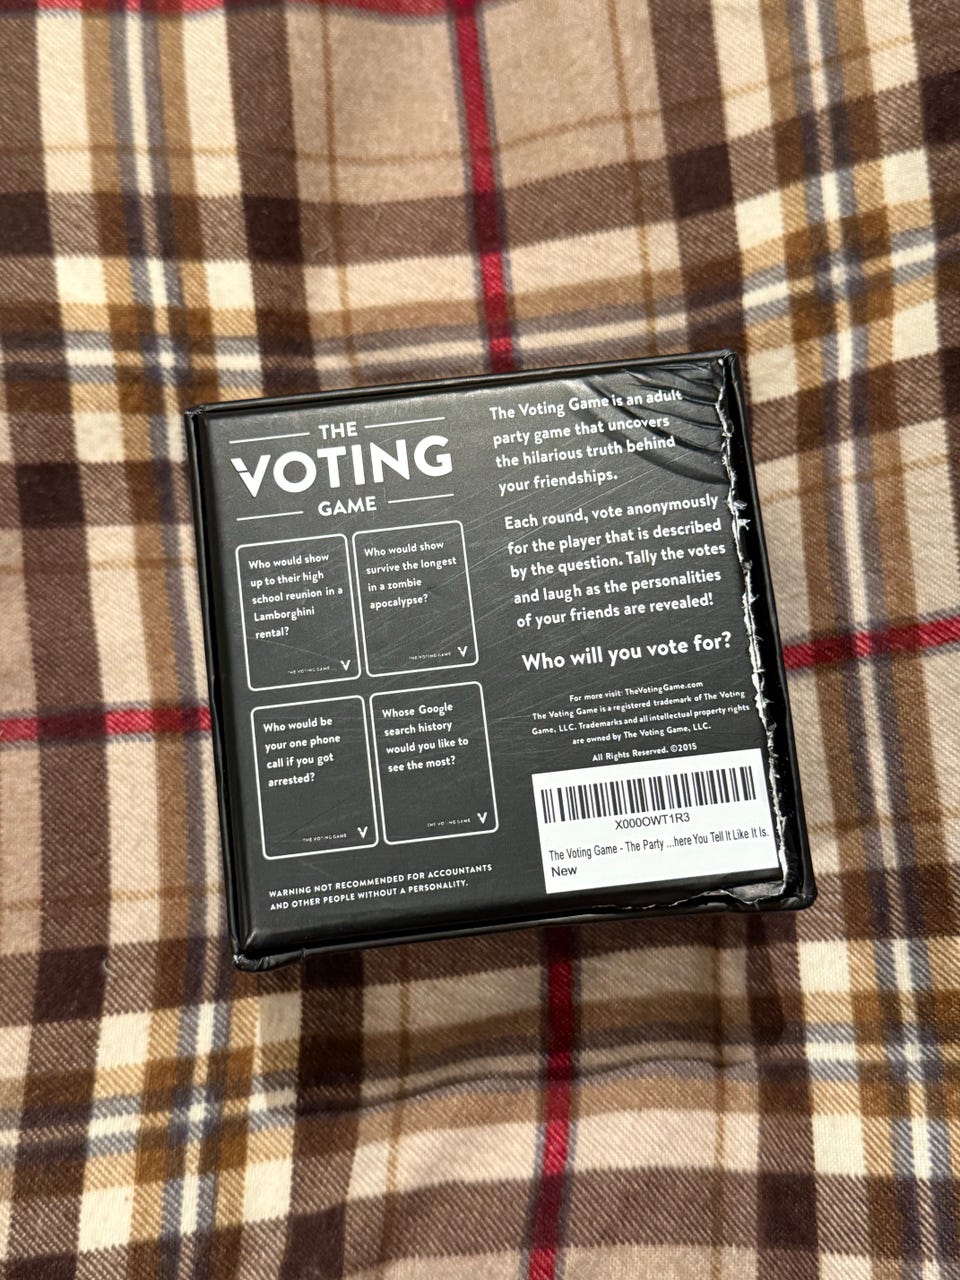 THE
VOTING
GAME
Who would show
up to their high
school reunion in a
Lamborghini
rental?
THE VOTING GAME V
Who would show
survive the longest
in a zombie
apocalypse?
THE VOTING GAME V
Who would be
your one phone
call if you got
arrested?
THE VOTING GAME V
Whose Google
search history
would you like to
see the most?
THE VOTING GAME V
WARNING NOT RECOMMENDED FOR ACCOUNTANTS
AND OTHER PEOPLE WITHOUT A PERSONALITY.
The Voting Game is an adult
party game that uncovers
the hilarious truth behind
your friendships.
Each round, vote anonymously
for the player that is described
by the question. Tally the votes
and laugh as the personalities
of your friends are revealed!
Who will you vote for?
For more visit: TheVotingGame.com
The Voting Game is a registered trademark of The Voting
Game, LLC. Trademarks and all intellectual property rights
are owned by The Voting Game, LLC.
All Rights Reserved. ©2015
X000OWT1R3
The Voting Game - The Party ...here You Tell It Like It Is.
New